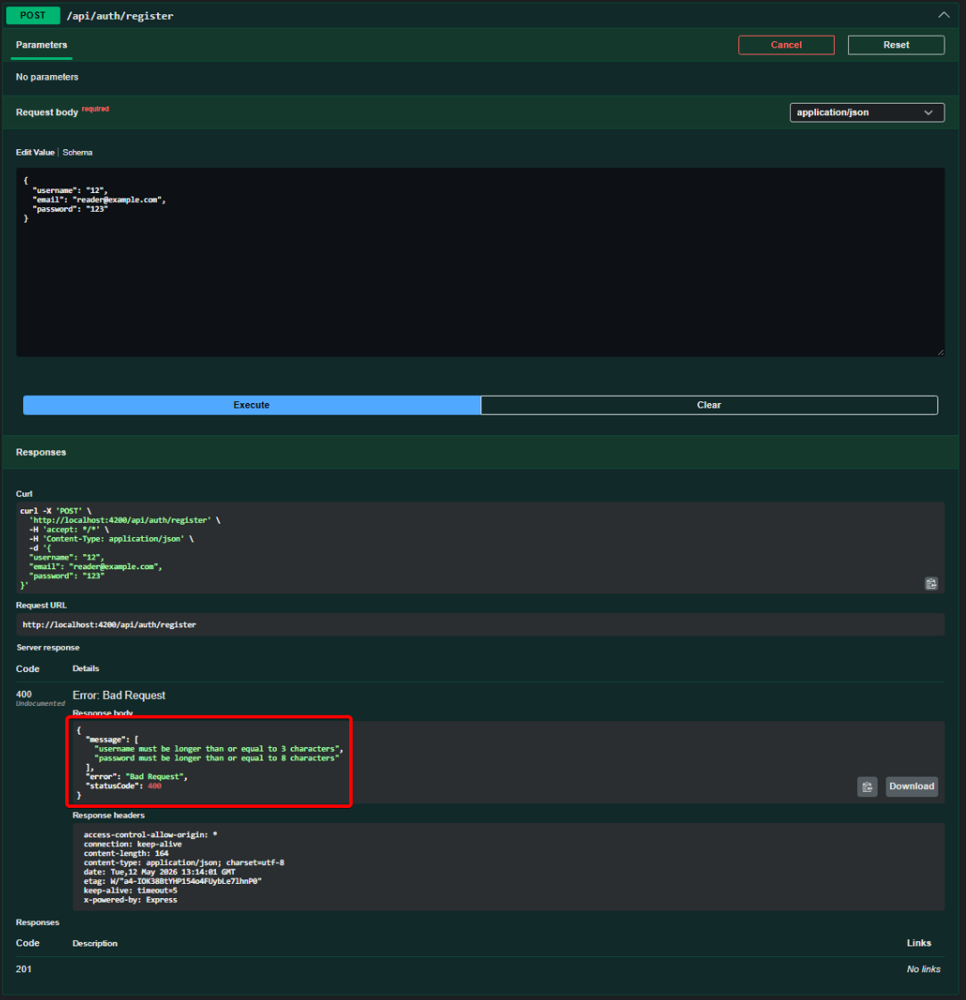 POST /api/auth/register
Parameters
Cancel
Reset
No parameters
Request body required
application/json
Edit Value | Schema
{
  "username": "12",
  "email": "reader@example.com",
  "password": "123"
}
Execute
Clear
Responses
Curl
curl -X 'POST' \
  'http://localhost:4200/api/auth/register' \
  -H 'accept: */*' \
  -H 'Content-Type: application/json' \
  -d '{
  "username": "12",
  "email": "reader@example.com",
  "password": "123"
}'
Request URL
http://localhost:4200/api/auth/register
Server response
Code Details
400
Undocumented
Error: Bad Request
Response body
{
  "message": [
    "username must be longer than or equal to 3 characters",
    "password must be longer than or equal to 8 characters"
  ],
  "error": "Bad Request",
  "statusCode": 400
}
Download
Response headers
access-control-allow-origin: *
connection: keep-alive
content-length: 164
content-type: application/json; charset=utf-8
date: Tue,12 May 2026 13:14:01 GMT
etag: W/"a4-IOK38BtYHP154o4FUybLe7lhnP0"
keep-alive: timeout=5
x-powered-by: Express
Responses
Code Description Links
201 No links